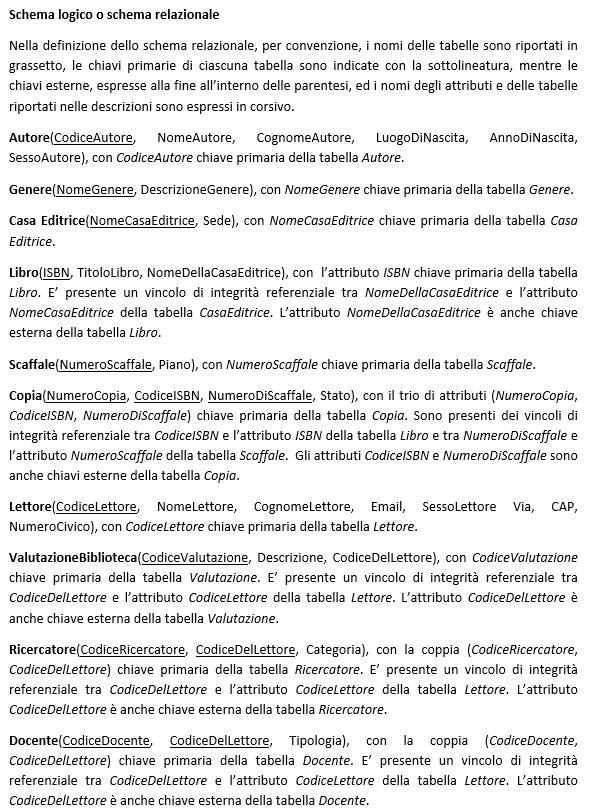 Schema logico o schema relazionale
Nella definizione dello schema relazionale, per convenzione, i nomi delle tabelle sono riportati in
grassetto, le chiavi primarie di ciascuna tabella sono indicate con la sottolineatura, mentre le
chiavi esterne, espresse alla fine all'interno delle parentesi, ed i nomi degli attributi e delle tabelle
riportati nelle descrizioni sono espressi in corsivo.
Autore(CodiceAutore, NomeAutore, CognomeAutore, LuogoDiNascita, AnnoDiNascita,
SessoAutore), con CodiceAutore chiave primaria della tabella Autore.
Genere(NomeGenere, DescrizioneGenere), con NomeGenere chiave primaria della tabella Genere.
Casa Editrice(NomeCasaEditrice, Sede), con NomeCasaEditrice chiave primaria della tabella Casa
Editrice.
Libro(ISBN, TitoloLibro, NomeDellaCasaEditrice), con l'attributo ISBN chiave primaria della tabella
Libro. E' presente un vincolo di integrità referenziale tra NomeDellaCasaEditrice e l'attributo
NomeCasaEditrice della tabella CasaEditrice. L'attributo NomeDellaCasaEditrice è anche chiave
esterna della tabella Libro.
Scaffale(NumeroScaffale, Piano), con NumeroScaffale chiave primaria della tabella Scaffale.
Copia(NumeroCopia, CodiceISBN, NumeroDiScaffale, Stato), con il trio di attributi (NumeroCopia,
CodiceISBN, NumeroDiScaffale) chiave primaria della tabella Copia. Sono presenti dei vincoli di
integrità referenziale tra CodiceISBN e l'attributo ISBN della tabella Libro e tra NumeroDiScaffale e
l'attributo NumeroScaffale della tabella Scaffale. Gli attributi CodiceISBN e NumeroDiScaffale sono
anche chiavi esterne della tabella Copia.
Lettore(CodiceLettore, NomeLettore, CognomeLettore, Email, SessoLettore Via, CAP,
NumeroCivico), con CodiceLettore chiave primaria della tabella Lettore.
ValutazioneBiblioteca(CodiceValutazione, Descrizione, CodiceDelLettore), con CodiceValutazione
chiave primaria della tabella Valutazione. E' presente un vincolo di integrità referenziale tra
CodiceDelLettore e l'attributo CodiceLettore della tabella Lettore. L'attributo CodiceDelLettore è
anche chiave esterna della tabella Valutazione.
Ricercatore(CodiceRicercatore, CodiceDelLettore, Categoria), con la coppia (CodiceRicercatore,
CodiceDelLettore) chiave primaria della tabella Ricercatore. E' presente un vincolo di integrità
referenziale tra CodiceDelLettore e l'attributo CodiceLettore della tabella Lettore. L'attributo
CodiceDelLettore è anche chiave esterna della tabella Ricercatore.
Docente(CodiceDocente, CodiceDelLettore, Tipologia), con la coppia (CodiceDocente,
CodiceDelLettore) chiave primaria della tabella Docente. E' presente un vincolo di integrità
referenziale tra CodiceDelLettore e l'attributo CodiceLettore della tabella Lettore. L'attributo
CodiceDelLettore è anche chiave esterna della tabella Docente.